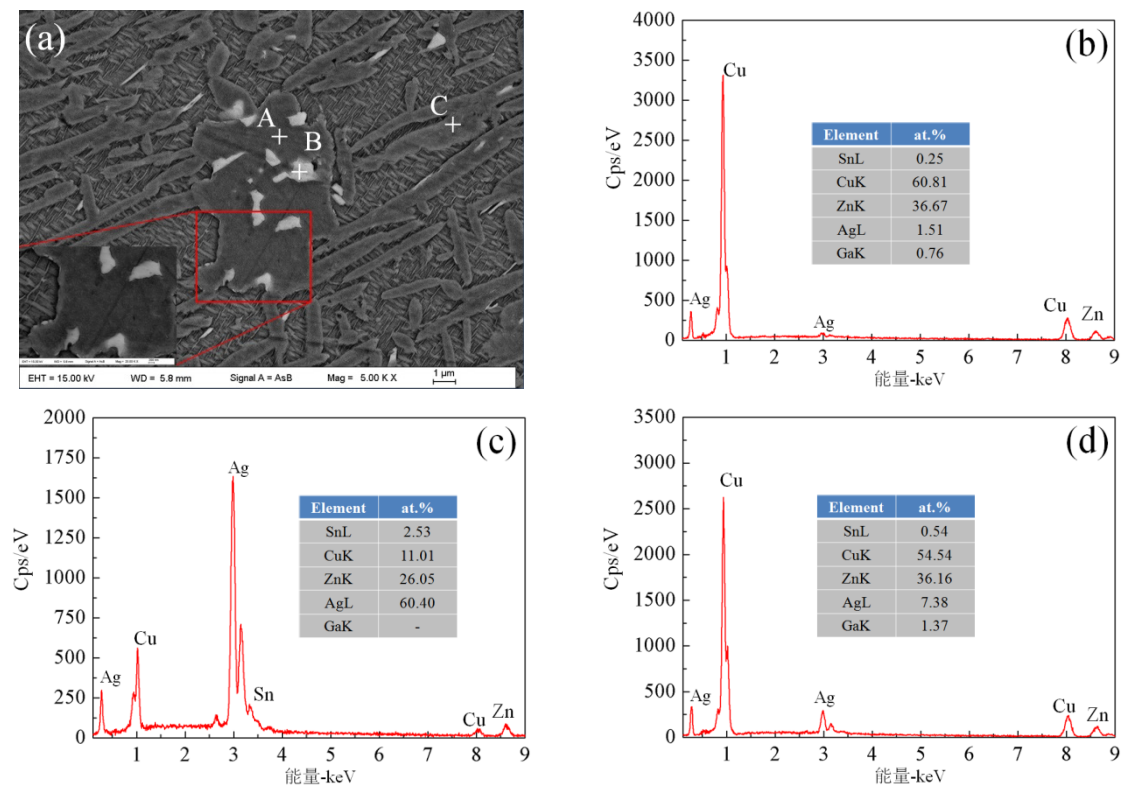 (a)
A
B
C
EHT = 15.00 kV WD = 5.8 mm Signal A = AsB Mag = 5.00 K X 1 μm
(b)
4000
3500
3000
2500
2000
1500
1000
500
0
Cps/eV
Cu
Ag
Ag
Cu
Zn
Element at.%
SnL 0.25
CuK 60.81
ZnK 36.67
AgL 1.51
GaK 0.76
1 2 3 4 5 6 7 8 9
能量-keV
(c)
2000
1750
1500
1250
1000
750
500
250
0
Cps/eV
Ag
Cu
Ag
Sn
Cu
Zn
Element at.%
SnL 2.53
CuK 11.01
ZnK 26.05
AgL 60.40
GaK -
1 2 3 4 5 6 7 8 9
能量-keV
(d)
3500
3000
2500
2000
1500
1000
500
0
Cps/eV
Cu
Ag
Ag
Cu
Zn
Element at.%
SnL 0.54
CuK 54.54
ZnK 36.16
AgL 7.38
GaK 1.37
1 2 3 4 5 6 7 8 9
能量-keV